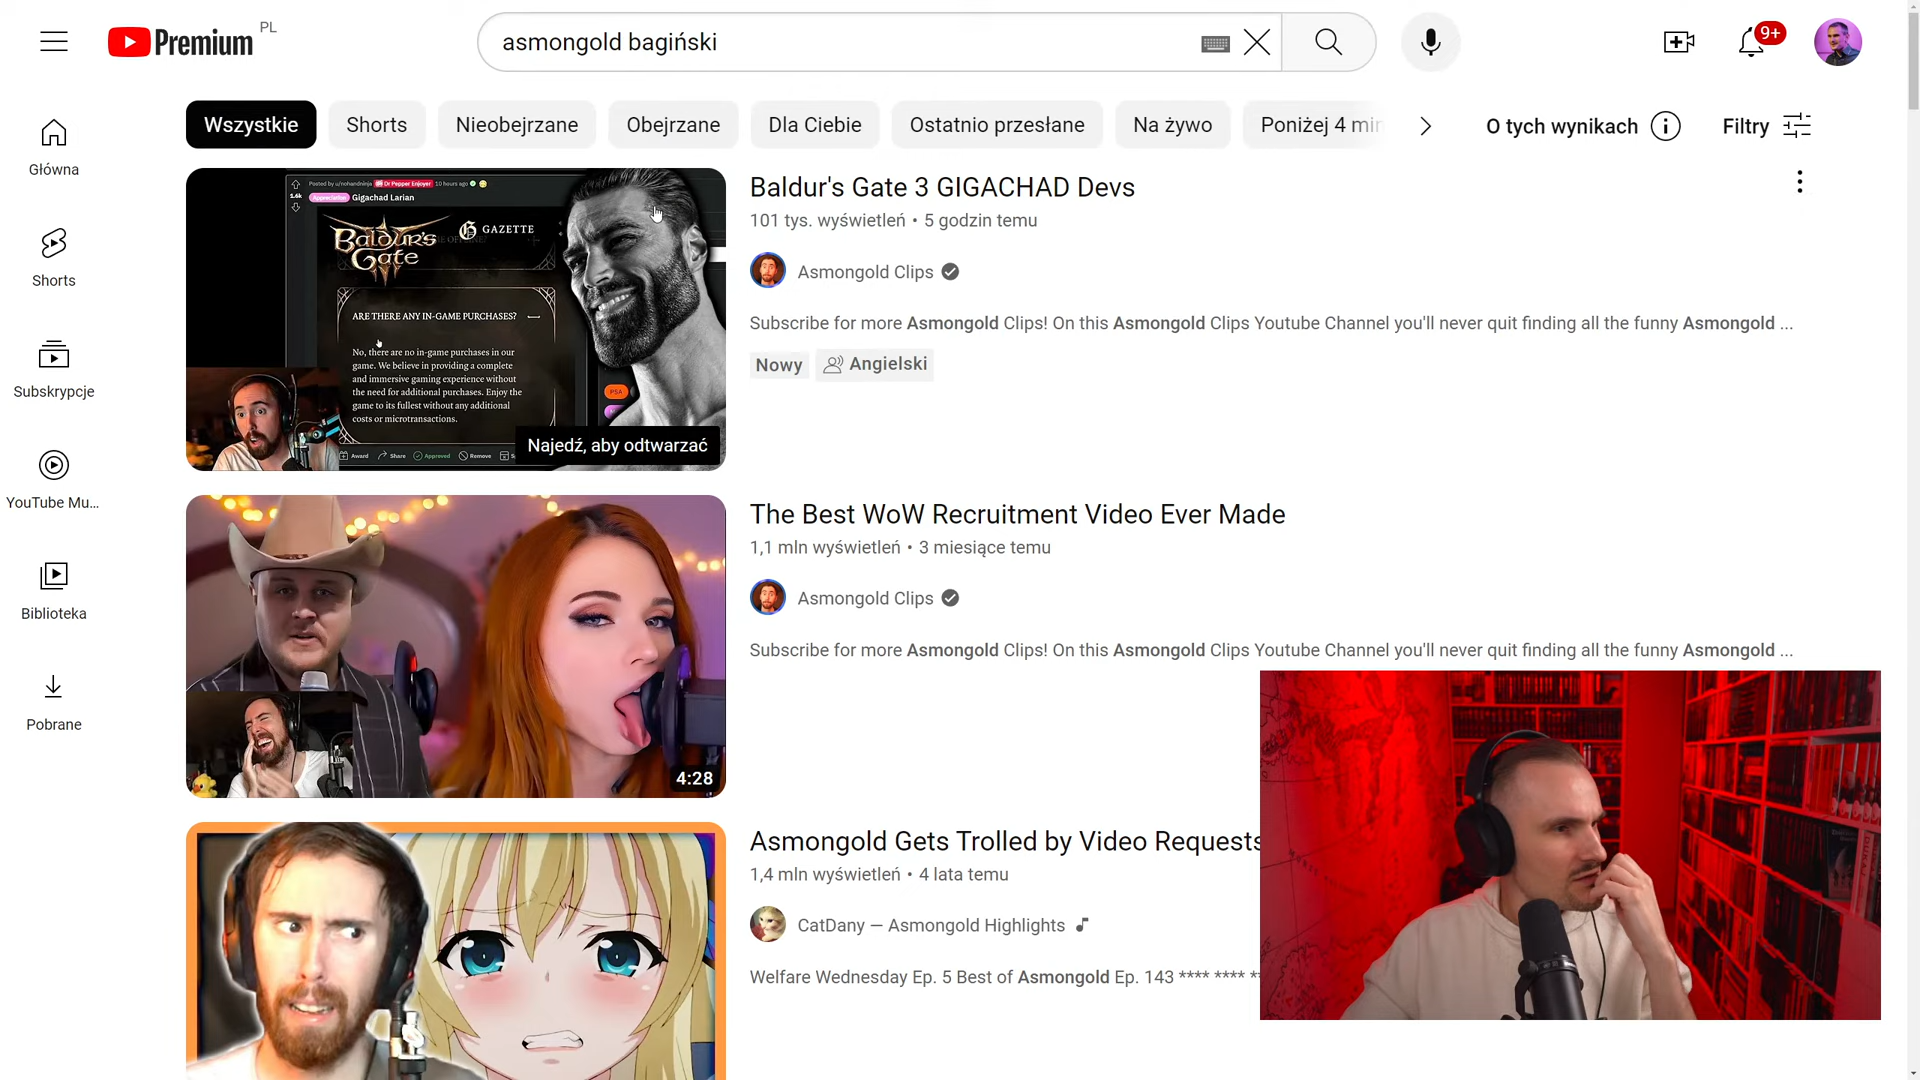 Premium PL
asmongold bagiński
9+
Wszystkie
Shorts
Nieobejrzane
Obejrzane
Dla Ciebie
Ostatnio przesłane
Na żywo
Poniżej 4 min
O tych wynikach
Filtry
Główna
Shorts
Subskrypcje
YouTube Mu...
Biblioteka
Pobrane
10 hours ago
Gigachad Larian
Baldur's Gate
GAZETTE
ARE THERE ANY IN-GAME PURCHASES?
No, there are no in-game purchases in our
game. We believe in providing a complete
and immersive gaming experience without
the need for additional purchases. Enjoy the
game to its fullest without any additional
costs or microtransactions.
Award Share Approved Remove
Najedź, aby odtwarzać
Baldur's Gate 3 GIGACHAD Devs
101 tys. wyświetleń • 5 godzin temu
Asmongold Clips
Subscribe for more Asmongold Clips! On this Asmongold Clips Youtube Channel you'll never quit finding all the funny Asmongold ...
Nowy
Angielski
4:28
The Best WoW Recruitment Video Ever Made
1,1 mln wyświetleń • 3 miesiące temu
Asmongold Clips
Subscribe for more Asmongold Clips! On this Asmongold Clips Youtube Channel you'll never quit finding all the funny Asmongold ...
Asmongold Gets Trolled by Video Requests
1,4 mln wyświetleń • 4 lata temu
CatDany — Asmongold Highlights
Welfare Wednesday Ep. 5 Best of Asmongold Ep. 143 **** ****